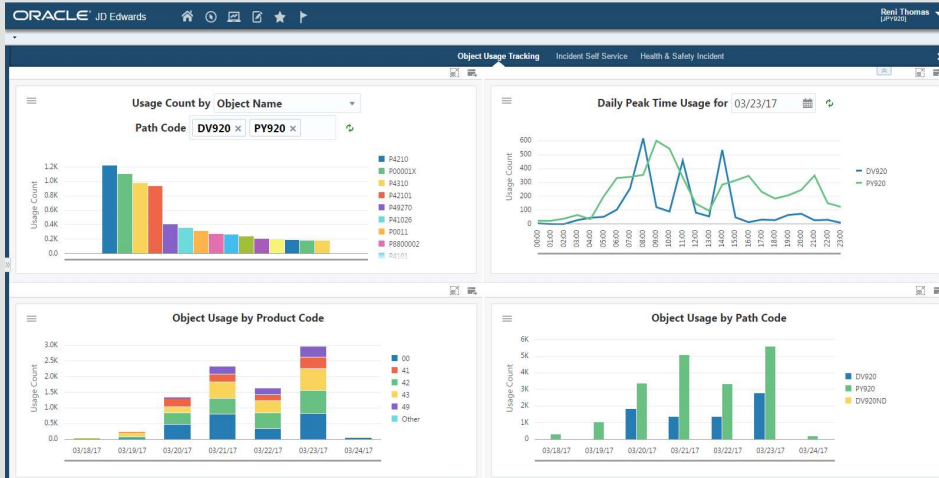 ORACLE JD Edwards
Reni Thomas
[JPY920]
Object Usage Tracking Incident Self Service Health & Safety Incident
Usage Count by Object Name
Path Code DV920 × PY920 ×
Usage Count
1.2K
1.0K
0.8K
0.6K
0.4K
0.2K
0.0
P4210
P00001X
P4310
P42101
P49270
P41026
P0011
P8800002
P4101
Daily Peak Time Usage for 03/23/17
Usage Count
600
500
400
300
200
100
0
00:00 01:00 02:00 03:00 04:00 05:00 06:00 07:00 08:00 09:00 10:00 11:00 12:00 13:00 14:00 15:00 16:00 17:00 18:00 19:00 20:00 21:00 22:00 23:00
DV920
PY920
Object Usage by Product Code
Usage Count
3.0K
2.5K
2.0K
1.5K
1.0K
0.5K
0.0
03/18/17 03/19/17 03/20/17 03/21/17 03/22/17 03/23/17 03/24/17
00
41
42
43
49
Other
Object Usage by Path Code
Usage Count
6K
5K
4K
3K
2K
1K
0
03/18/17 03/19/17 03/20/17 03/21/17 03/22/17 03/23/17 03/24/17
DV920
PY920
DV920ND